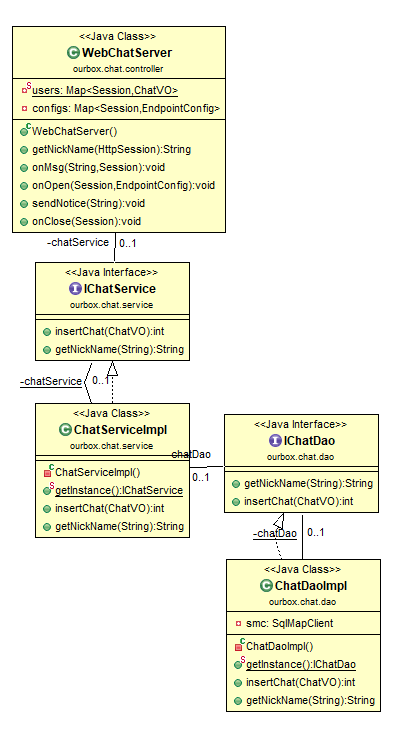 <<Java Class>>
WebChatServer
ourbox.chat.controller
users: Map<Session,ChatVO>
configs: Map<Session,EndpointConfig>
WebChatServer()
getNickName(HttpSession):String
onMsg(String,Session):void
onOpen(Session,EndpointConfig):void
sendNotice(String):void
onClose(Session):void
-chatService 0..1
<<Java Interface>>
IChatService
ourbox.chat.service
insertChat(ChatVO):int
getNickName(String):String
-chatService 0..1
<<Java Class>>
ChatServiceImpl
ourbox.chat.service
ChatServiceImpl()
getInstance():IChatService
insertChat(ChatVO):int
getNickName(String):String
-chatDao
0..1
<<Java Interface>>
IChatDao
ourbox.chat.dao
getNickName(String):String
insertChat(ChatVO):int
-chatDao 0..1
<<Java Class>>
ChatDaoImpl
ourbox.chat.dao
smc: SqlMapClient
ChatDaoImpl()
getInstance():IChatDao
insertChat(ChatVO):int
getNickName(String):String